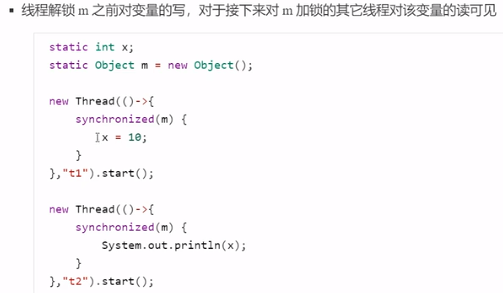 线程解锁 m 之前对变量的写，对于接下来对 m 加锁的其它线程对该变量的读可见
static int x;
static Object m = new Object();
new Thread(()->{
synchronized(m) {
x = 10;
}
},"t1").start();
new Thread(()->{
synchronized(m) {
System.out.println(x);
}
},"t2").start();